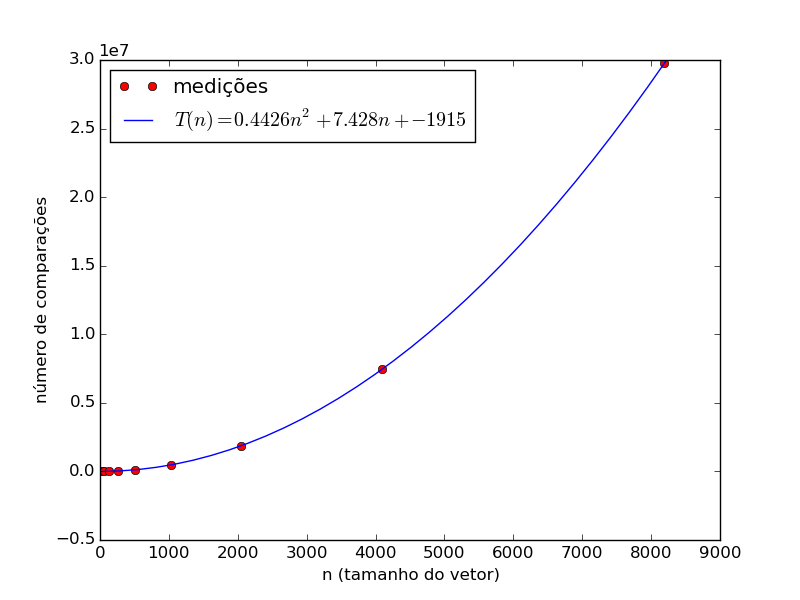 1e7
3.0
2.5
2.0
1.5
1.0
0.5
0.0
−0.5
número de comparações
medições
T(n)=0.4426n² +7.428n+−1915
0 1000 2000 3000 4000 5000 6000 7000 8000 9000
n (tamanho do vetor)